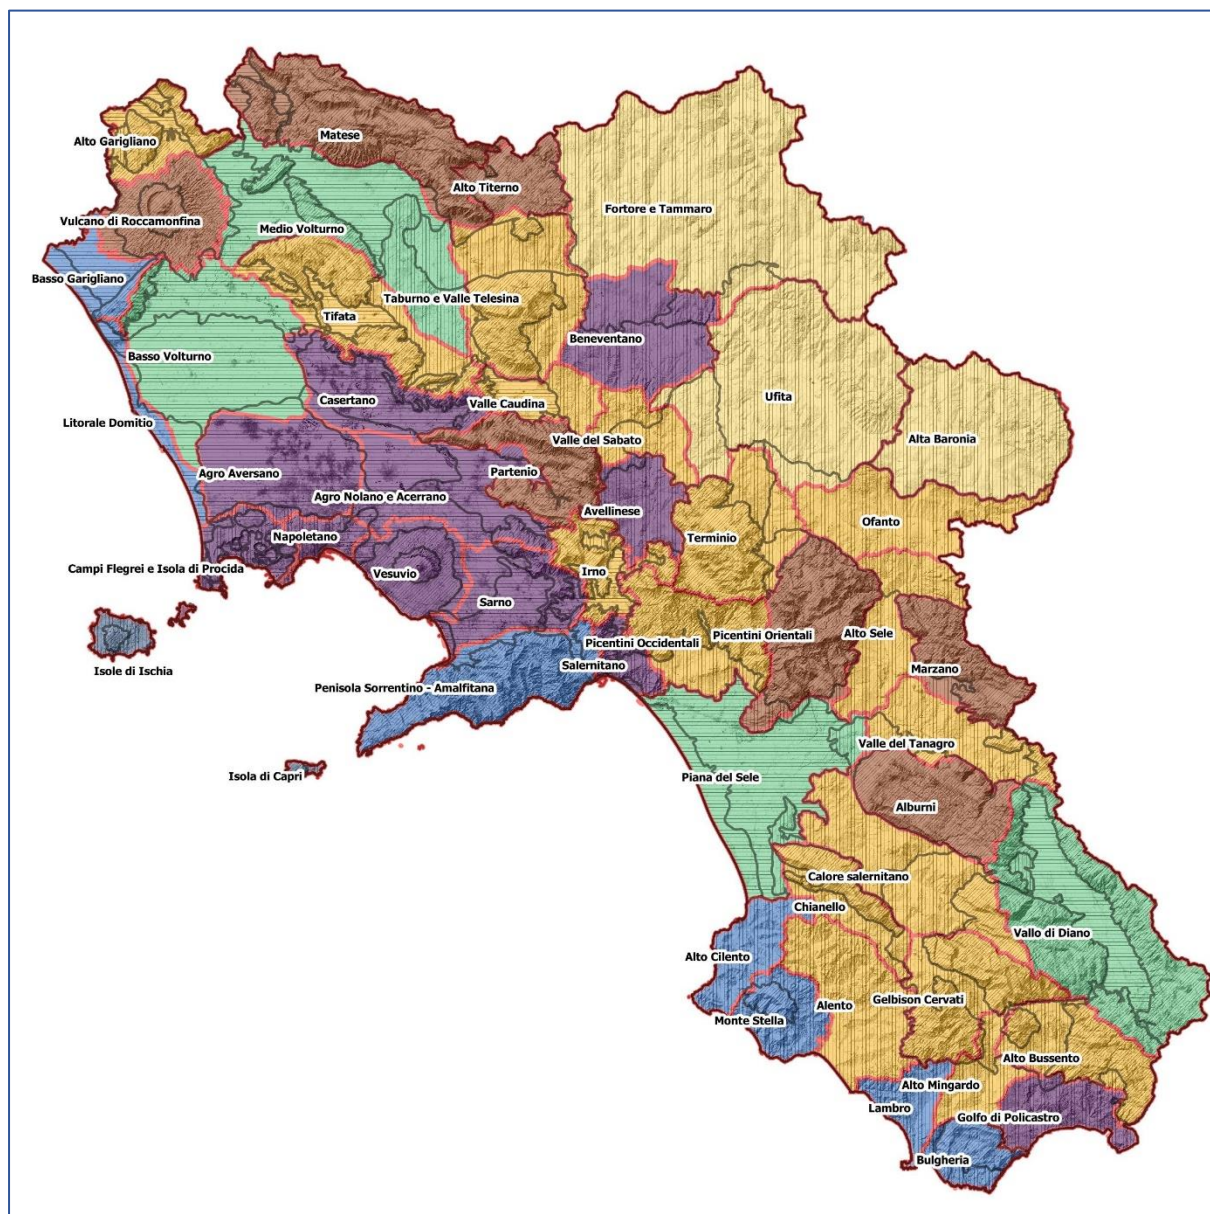 Matese
Alto Garigliano
Alto Titerno
Fortore e Tammaro
Vulcano di Roccamonfina
Medio Volturno
Basso Garigliano
Taburno e Valle Telesina
Tifata
Beneventano
Basso Volturno
Ufita
Casertano
Valle Caudina
Litorale Domitio
Valle del Sabato
Alta Baronia
Agro Aversano
Partenio
Agro Nolano e Acerrano
Avellinese
Ofanto
Napoletano
Terminio
Campi Flegrei e Isola di Procida
Vesuvio
Irno
Sarno
Picentini Orientali
Alto Sele
Picentini Occidentali
Isole di Ischia
Salernitano
Marzano
Penisola Sorrentino - Amalfitana
Valle del Tanagro
Isola di Capri
Piana del Sele
Alburni
Calore salernitano
Chianello
Vallo di Diano
Alto Cilento
Gelbison Cervati
Alento
Monte Stella
Alto Bussento
Alto Mingardo
Lambro
Golfo di Policastro
Bulgheria